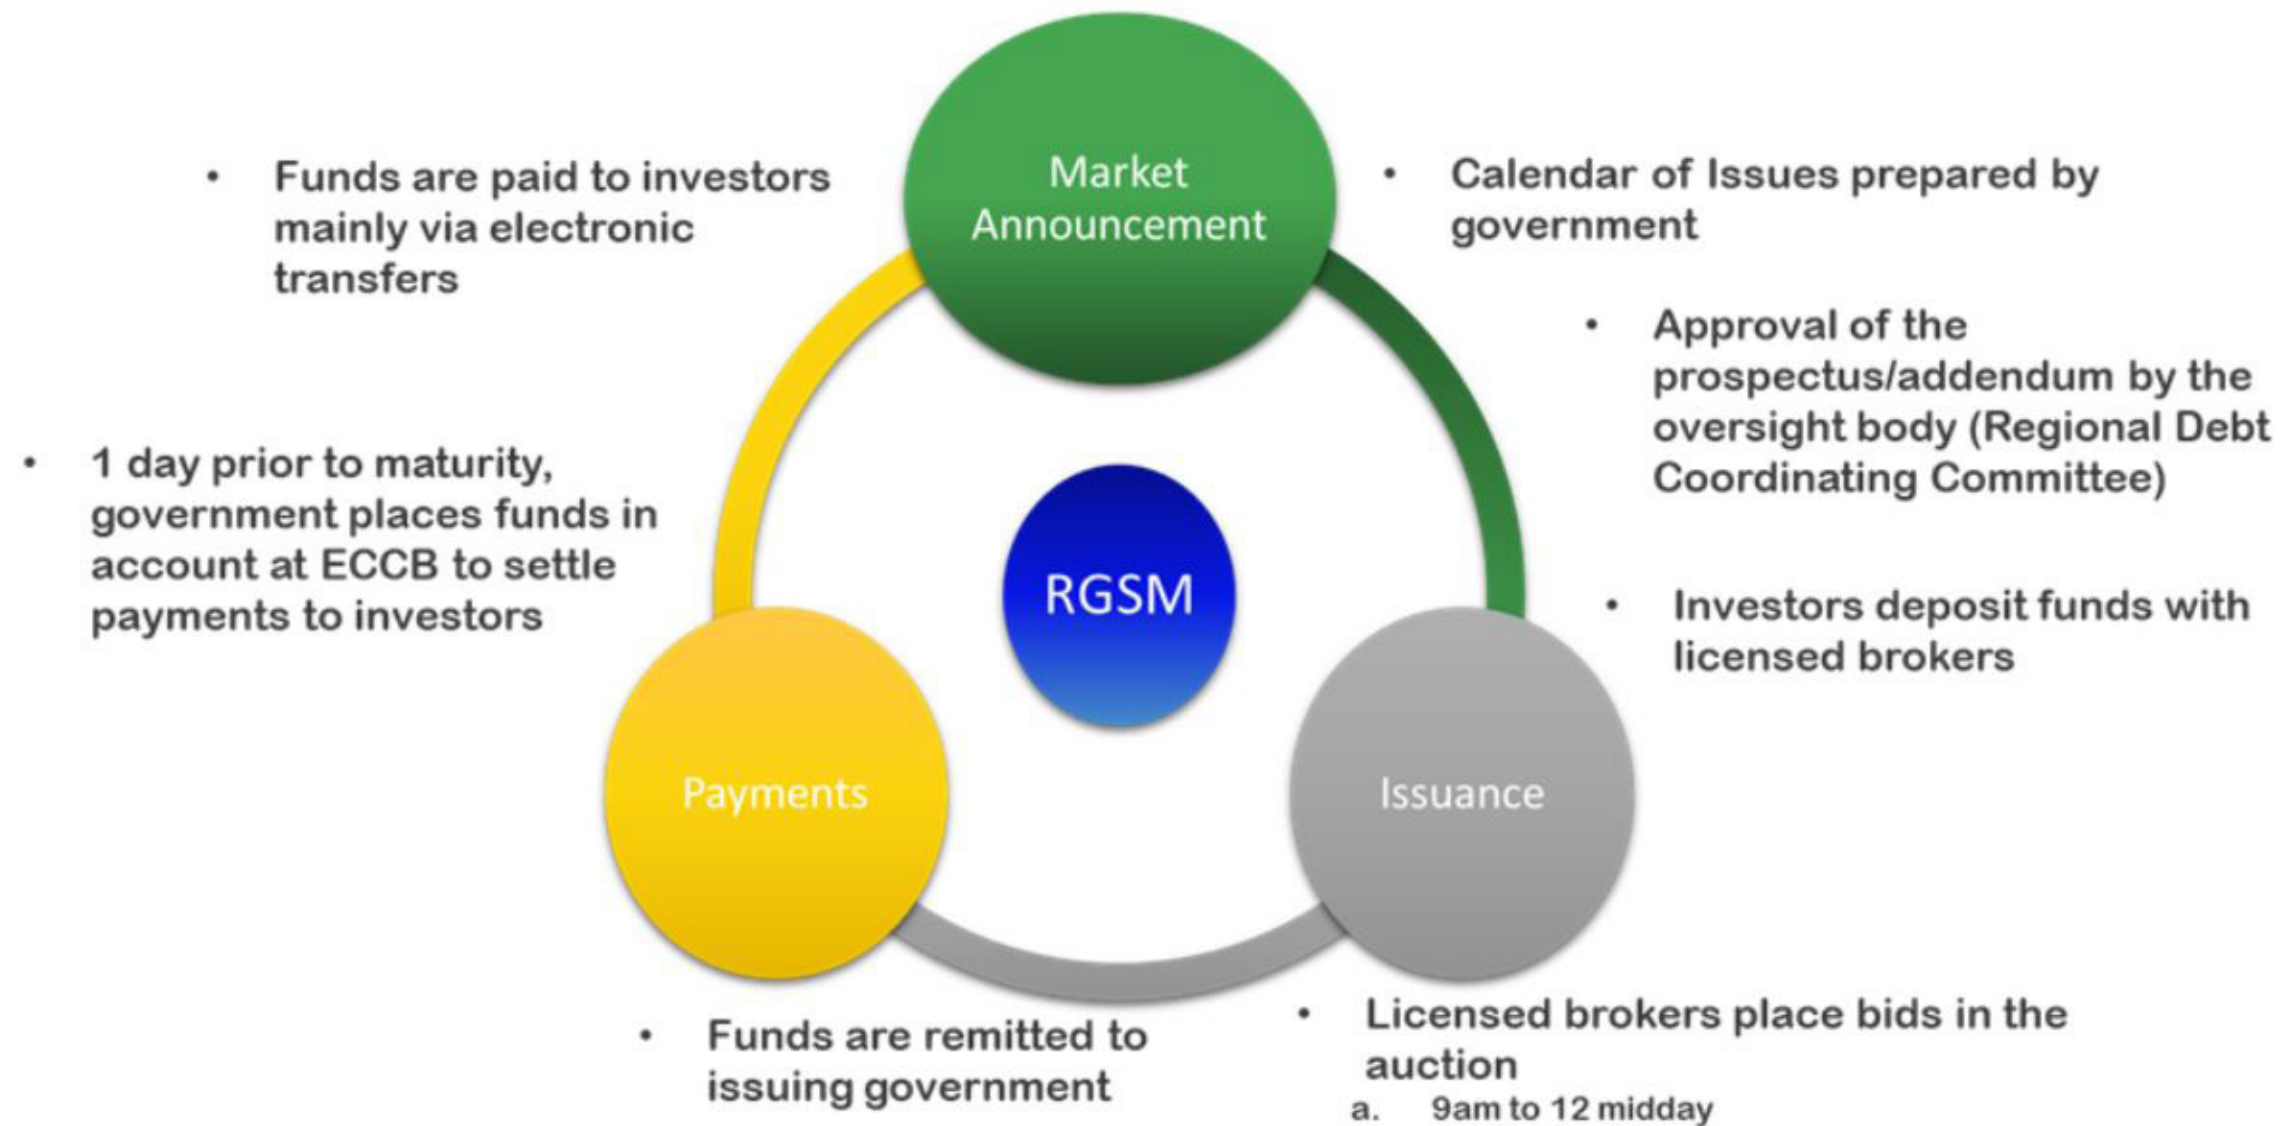 Market
Announcement
• Calendar of Issues prepared by
government
• Approval of the
prospectus/addendum by the
oversight body (Regional Debt
Coordinating Committee)
• Investors deposit funds with
licensed brokers
Issuance
• Licensed brokers place bids in the
auction
a. 9am to 12 midday
• Funds are remitted to
issuing government
Payments
• 1 day prior to maturity,
government places funds in
account at ECCB to settle
payments to investors
• Funds are paid to investors
mainly via electronic
transfers
RGSM